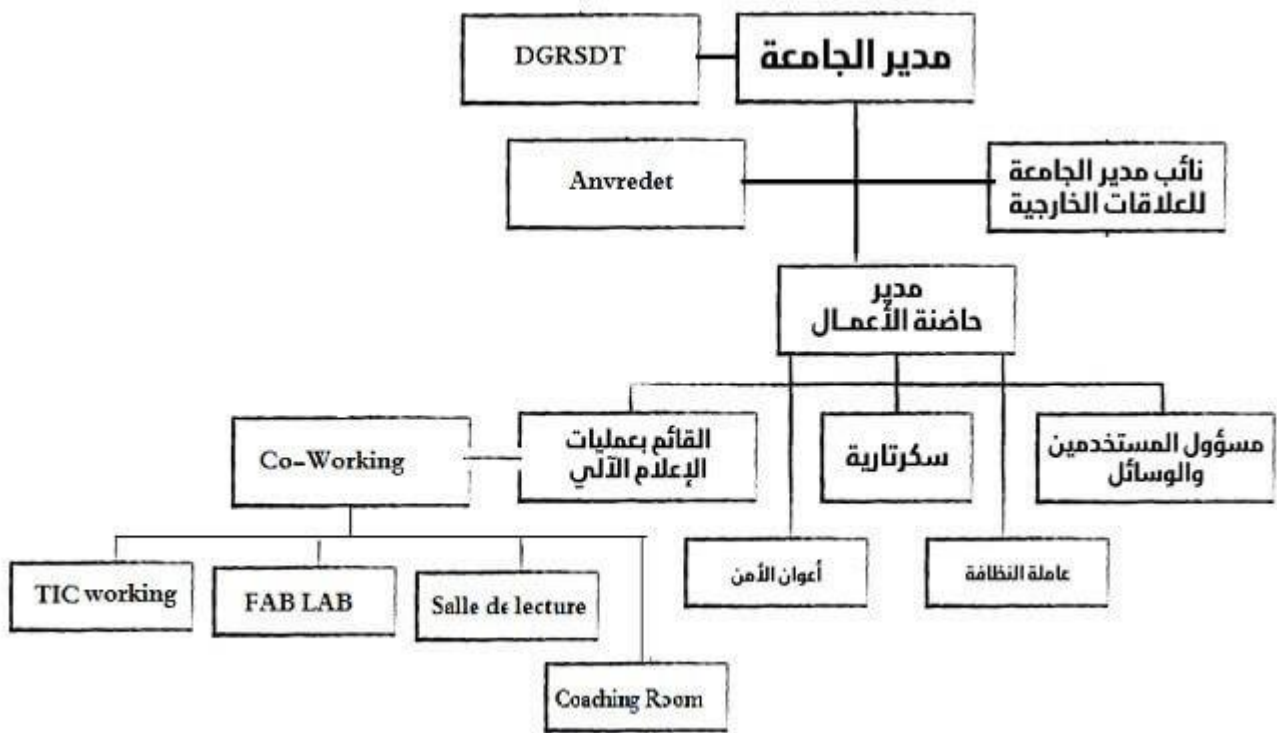 DGRSDT
مدير الجامعة
Anvredet
نائب مدير الجامعة
للعلاقات الخارجية
مدير
حاضنة الأعمـال
Co-Working
القائم بعمليات
الإعلام الآلي
سكرتارية
مسؤول المستخدمين
والوسائل
TIC working
FAB LAB
Salle de lecture
أعوان الأمن
عاملة النظافة
Coaching Room